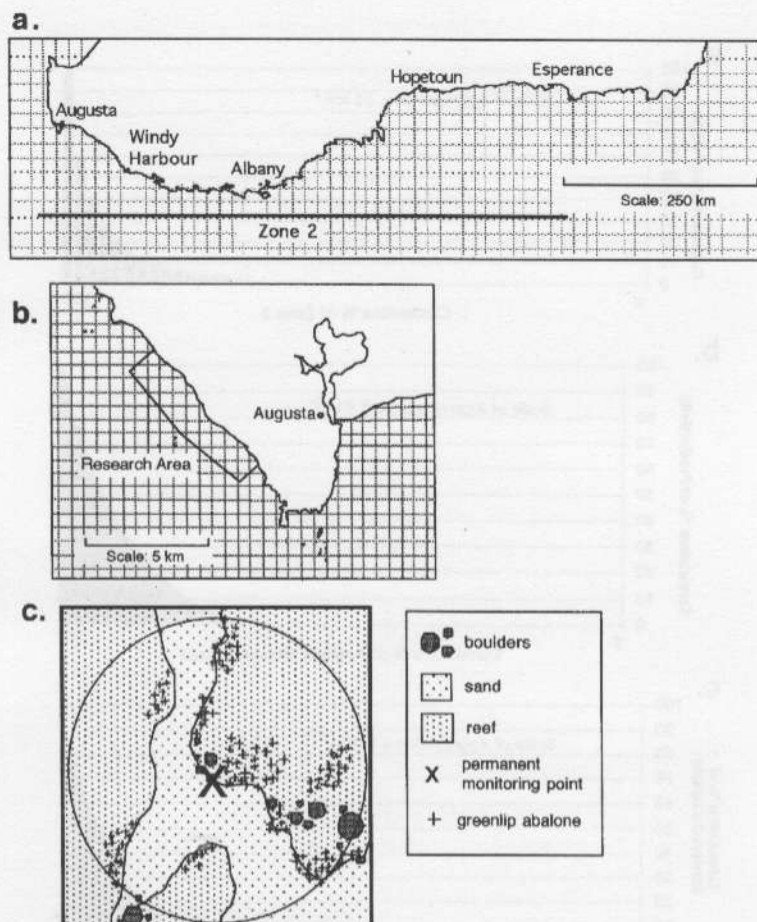 a.
Hopetoun
Esperance
Augusta
Windy
Harbour
Albany
Scale: 250 km
Zone 2
b.
Augusta
Research Area
Scale: 5 km
c.
X
boulders
sand
reef
X permanent
monitoring point
greenlip abalone